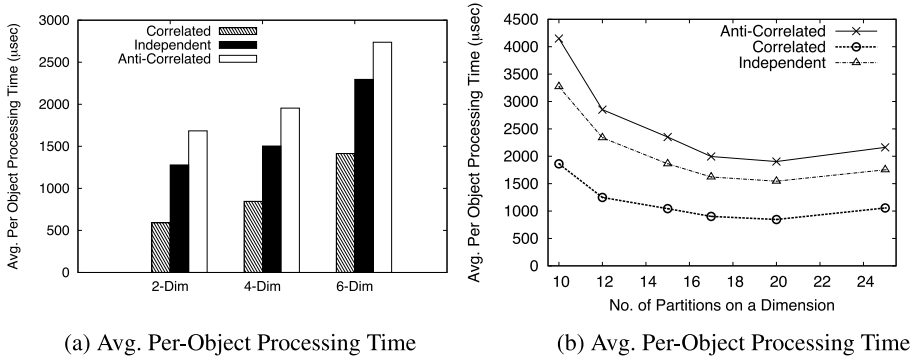 Avg. Per Object Processing Time (μsec)
3000
2500
2000
1500
1000
500
0
Correlated
Independent
Anti-Correlated
2-Dim
4-Dim
6-Dim
(a) Avg. Per-Object Processing Time
Avg. Per Object Processing Time (μsec)
4500
4000
3500
3000
2500
2000
1500
1000
500
0
Anti-Correlated
Correlated
Independent
10
12
14
16
18
20
22
24
No. of Partitions on a Dimension
(b) Avg. Per-Object Processing Time